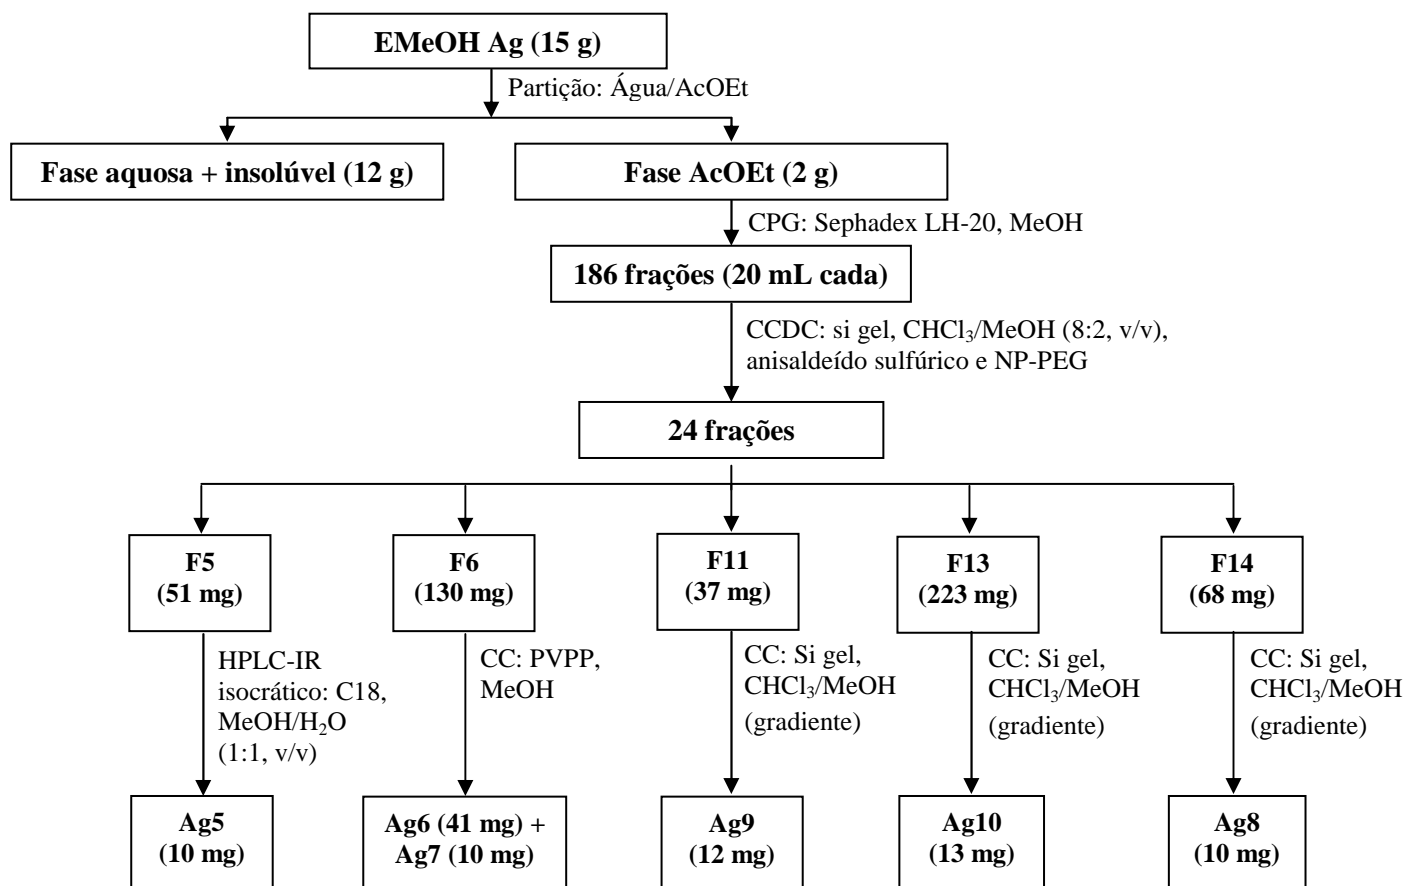 EMeOH Ag (15 g)
Partição: Água/AcOEt
Fase aquosa + insolúvel (12 g)
Fase AcOEt (2 g)
CPG: Sephadex LH-20, MeOH
186 frações (20 mL cada)
CCDC: si gel, CHCl₃/MeOH (8:2, v/v),
anisaldeído sulfúrico e NP-PEG
24 frações
F5
(51 mg)
F6
(130 mg)
F11
(37 mg)
F13
(223 mg)
F14
(68 mg)
HPLC-IR
isocrático: C18,
MeOH/H₂O
(1:1, v/v)
CC: PVPP,
MeOH
CC: Si gel,
CHCl₃/MeOH
(gradiente)
CC: Si gel,
CHCl₃/MeOH
(gradiente)
CC: Si gel,
CHCl₃/MeOH
(gradiente)
Ag5
(10 mg)
Ag6 (41 mg) +
Ag7 (10 mg)
Ag9
(12 mg)
Ag10
(13 mg)
Ag8
(10 mg)